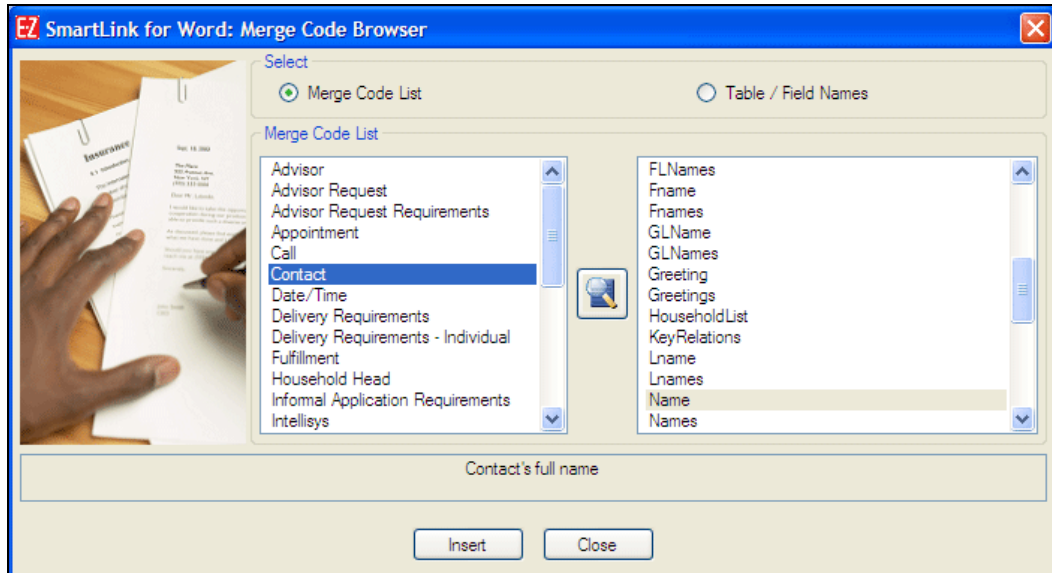 EZ SmartLink for Word: Merge Code Browser
Select
Merge Code List
Table / Field Names
Merge Code List
Advisor
Advisor Request
Advisor Request Requirements
Appointment
Call
Contact
Date/Time
Delivery Requirements
Delivery Requirements - Individual
Fulfillment
Household Head
Informal Application Requirements
Intellisys
FLNames
Fname
Fnames
GLName
GLNames
Greeting
Greetings
HouseholdList
KeyRelations
Lname
Lnames
Name
Names
Insurance
Contact's full name
Insert
Close